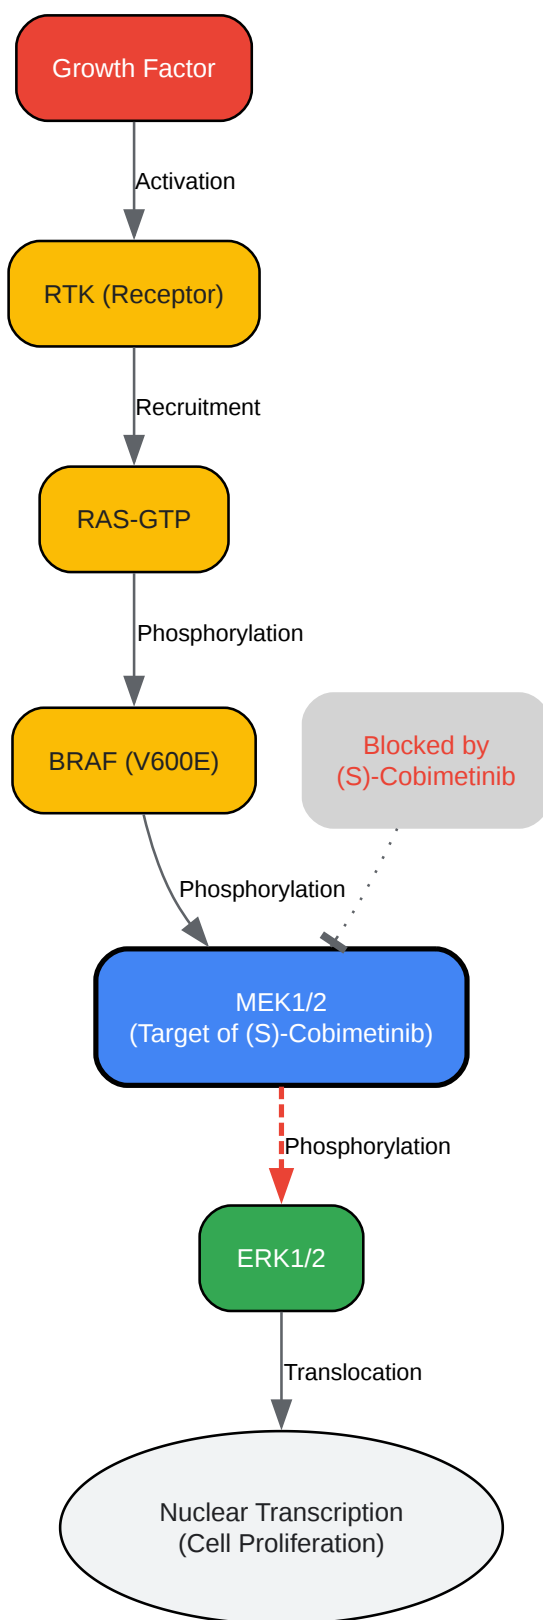 Growth Factor
Activation
RTK (Receptor)
Recruitment
RAS-GTP
Phosphorylation
BRAF (V600E)
Blocked by
(S)-Cobimetinib
Phosphorylation
MEK1/2
(Target of (S)-Cobimetinib)
Phosphorylation
ERK1/2
Translocation
Nuclear Transcription
(Cell Proliferation)